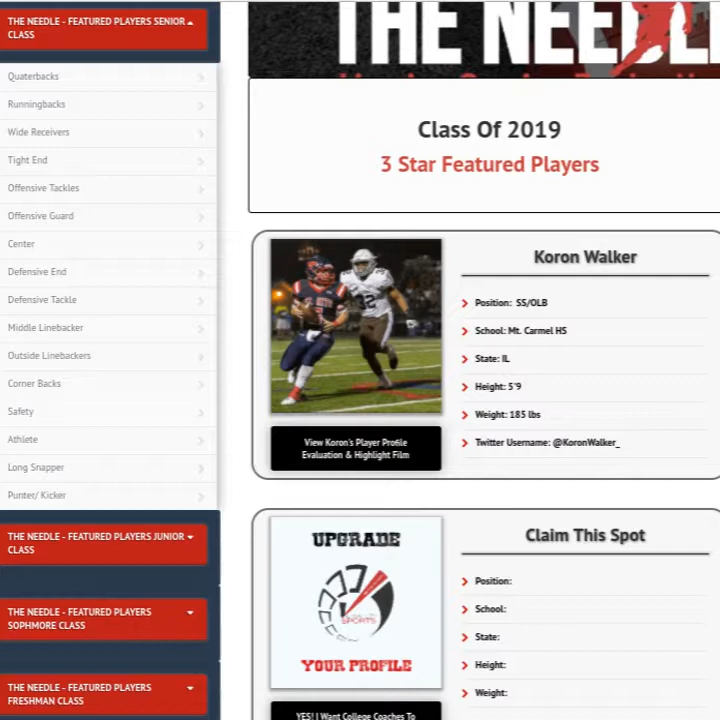 THE NEEDLE - FEATURED PLAYERS SENIOR
CLASS
Quaterbacks
Runningbacks
Wide Receivers
Tight End
Offensive Tackles
Offensive Guard
Center
Defensive End
Defensive Tackle
Middle Linebacker
Outside Linebackers
Corner Backs
Safety
Athlete
Long Snapper
Punter/ Kicker
THE NEEDLE - FEATURED PLAYERS JUNIOR
CLASS
THE NEEDLE - FEATURED PLAYERS
SOPHMORE CLASS
THE NEEDLE - FEATURED PLAYERS
FRESHMAN CLASS
THE NEEDL
Class Of 2019
3 Star Featured Players
32
View Koron's Player Profile
Evaluation & Highlight Film
Koron Walker
Position: SS/OLB
School: Mt. Carmel HS
State: IL
Height: 5'9
Weight: 185 lbs
Twitter Username: @KoronWalker_
UPGRADE
SPORTS
YOUR PROFILE
YES! I Want College Coaches To
Claim This Spot
Position:
School:
State:
Height:
Weight: